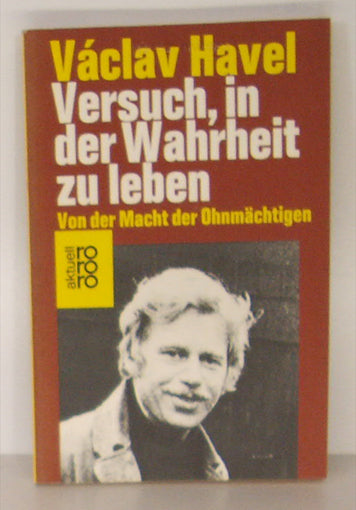 Václav Havel
Versuch, in
der Wahrheit
zu leben
Von der Macht der Ohnmächtigen
aktuell
ro
ro
ro